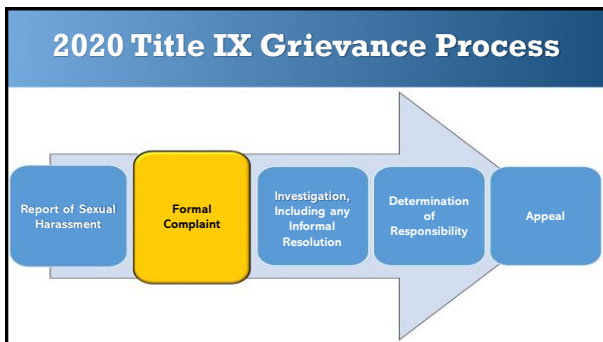 2020 Title IX Grievance Process
Report of Sexual
Harassment
Formal
Complaint
Investigation,
Including any
Informal
Resolution
Determination
of
Responsibility
Appeal